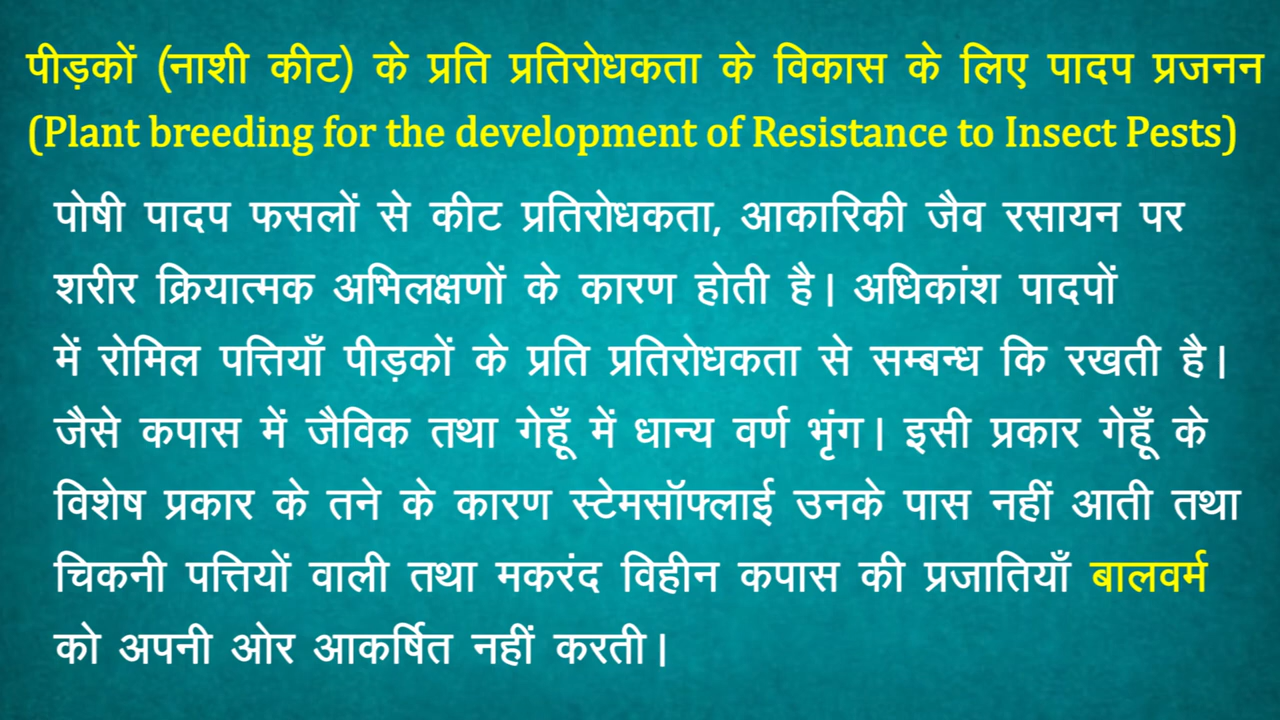 पीड़कों (नाशी कीट) के प्रति प्रतिरोधकता के विकास के लिए पादप प्रजनन
(Plant breeding for the development of Resistance to Insect Pests)
पोषी पादप फसलों से कीट प्रतिरोधकता, आकारिकी जैव रसायन पर
शरीर क्रियात्मक अभिलक्षणों के कारण होती है। अधिकांश पादपों
में रोमिल पत्तियाँ पीड़कों के प्रति प्रतिरोधकता से सम्बन्ध कि रखती है।
जैसे कपास में जैविक तथा गेहूँ में धान्य वर्ण भृंग। इसी प्रकार गेहूँ के
विशेष प्रकार के तने के कारण स्टेमसॉफ्लाई उनके पास नहीं आती तथा
चिकनी पत्तियों वाली तथा मकरंद विहीन कपास की प्रजातियाँ बालवर्म
को अपनी ओर आकर्षित नहीं करती।